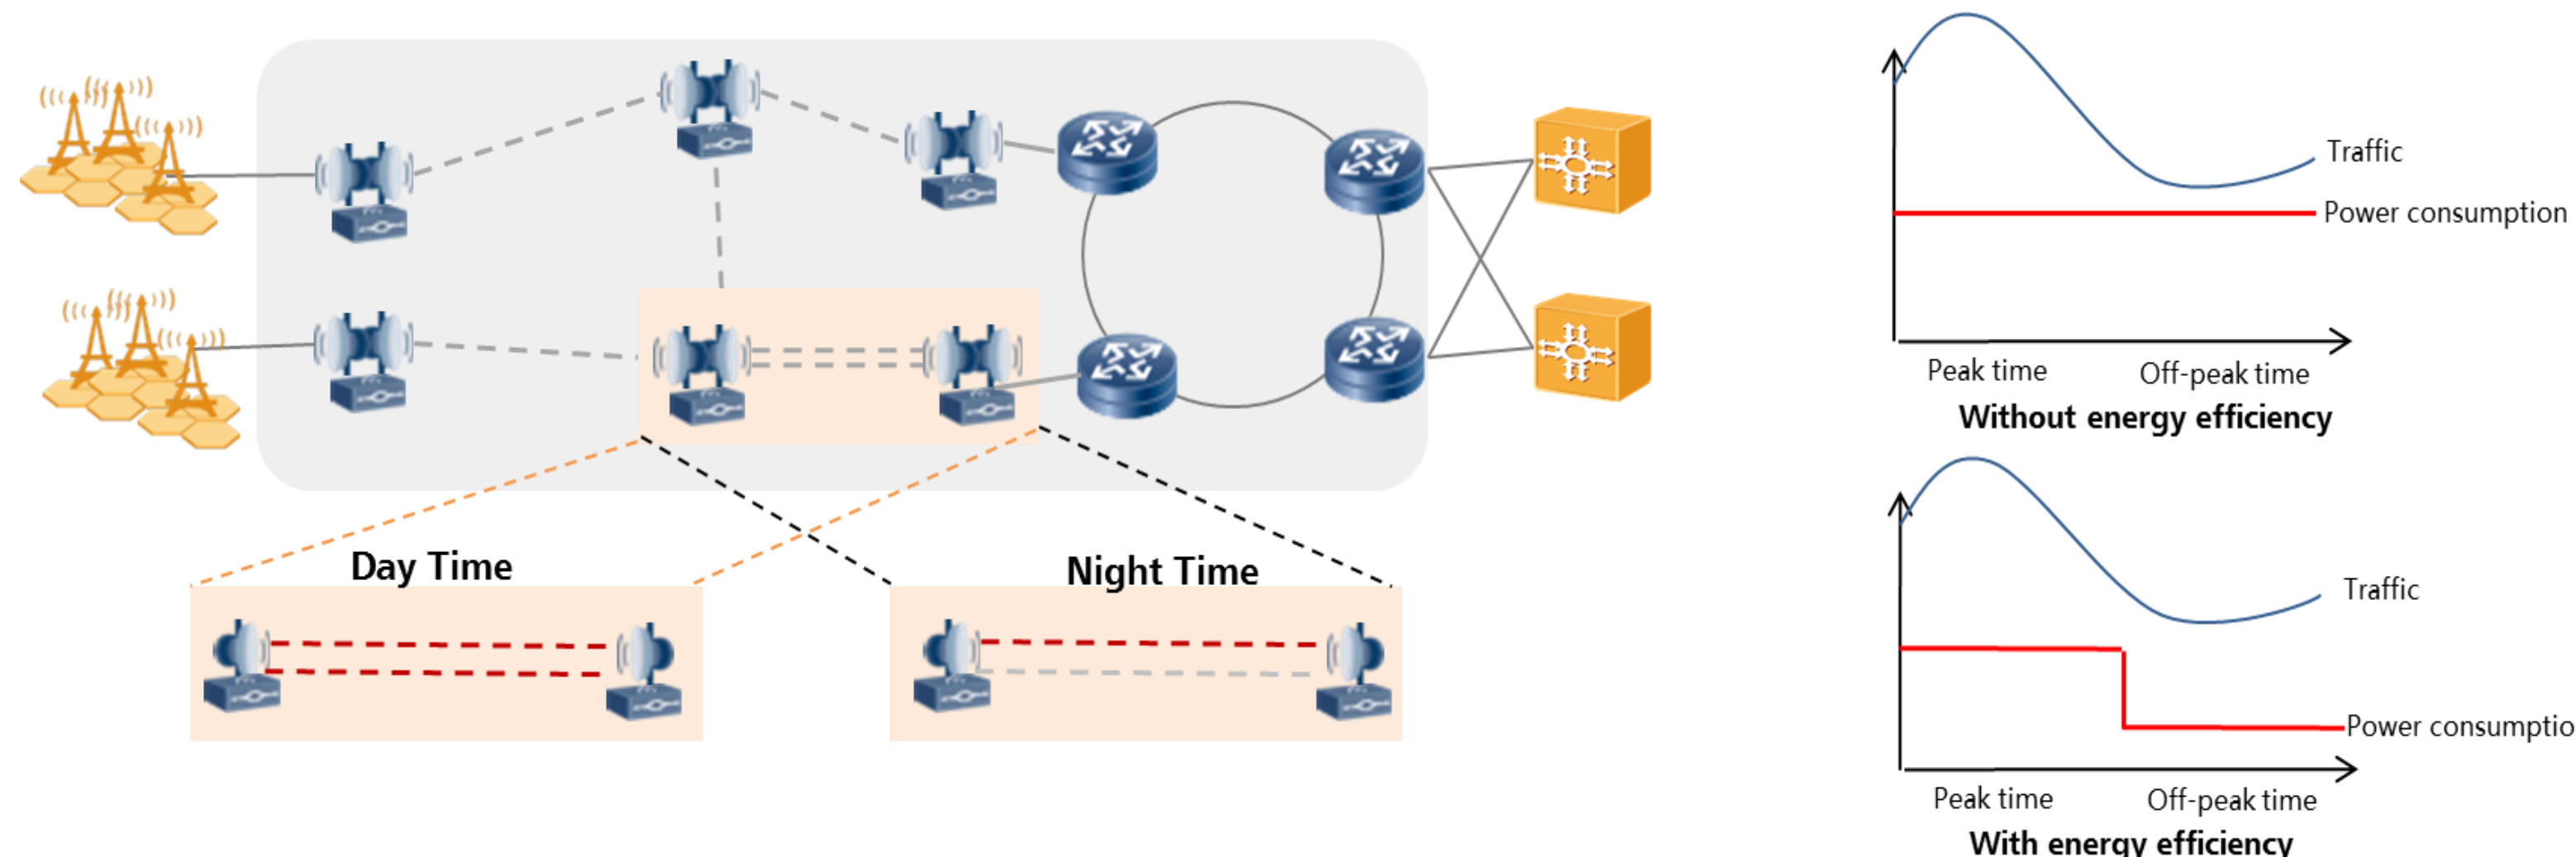 Traffic
Power consumption
Peak time
Off-peak time
Without energy efficiency
Day Time
Night Time
Traffic
Power consumptio
Peak time
Off-peak time
With energy efficiency